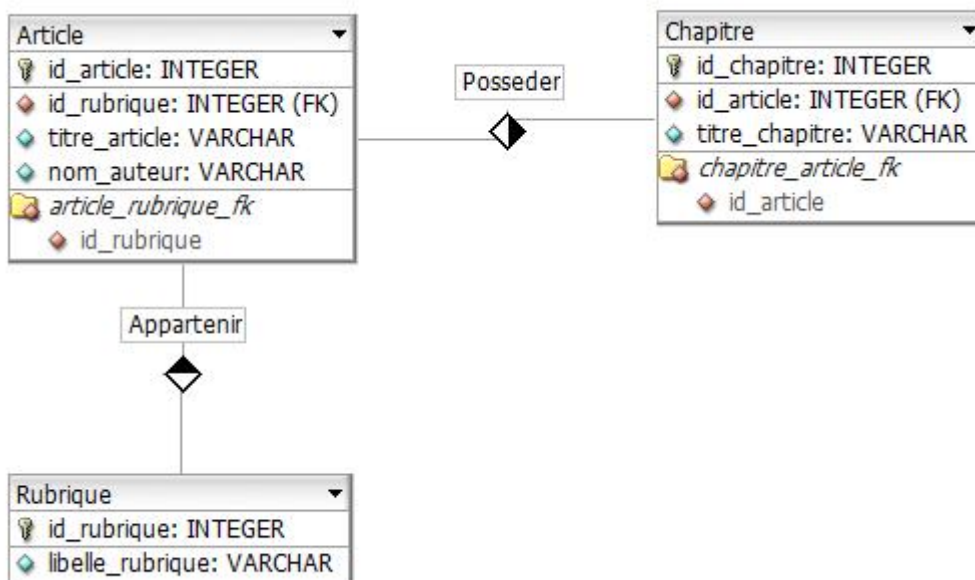 Article
id_article: INTEGER
id_rubrique: INTEGER (FK)
titre_article: VARCHAR
nom_auteur: VARCHAR
article_rubrique_fk
id_rubrique
Posseder
Chapitre
id_chapitre: INTEGER
id_article: INTEGER (FK)
titre_chapitre: VARCHAR
chapitre_article_fk
id_article
Appartenir
Rubrique
id_rubrique: INTEGER
libelle_rubrique: VARCHAR